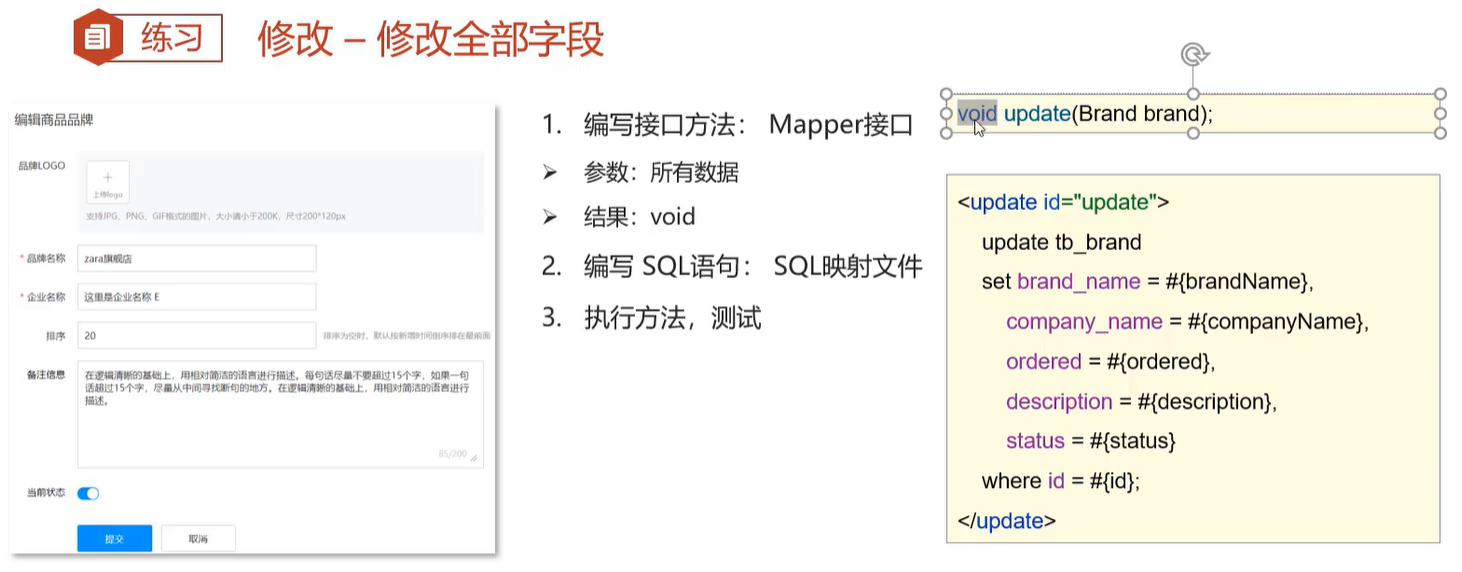 练习
修改 – 修改全部字段
编辑商品品牌
品牌LOGO
+
上传logo
支持JPG、PNG、GIF格式的图片，大小请小于200K，尺寸200*120px
* 品牌名称
zara旗舰店
* 企业名称
这里是企业名称 E
排序
20
排序为空时，默认按新增时间倒序排在最前面
备注信息
在逻辑清晰的基础上，用相对简洁的语言进行描述。每句话尽量不要超过15个字，如果一句
话超过15个字，尽量从中间寻找断句的地方。在逻辑清晰的基础上，用相对简洁的语言进行
描述。
85/200
当前状态
提交
取消
1. 编写接口方法： Mapper接口
➢ 参数：所有数据
➢ 结果：void
2. 编写 SQL语句： SQL映射文件
3. 执行方法，测试
void update(Brand brand);
<update id="update">
update tb_brand
set brand_name = #{brandName},
company_name = #{companyName},
ordered = #{ordered},
description = #{description},
status = #{status}
where id = #{id};
</update>